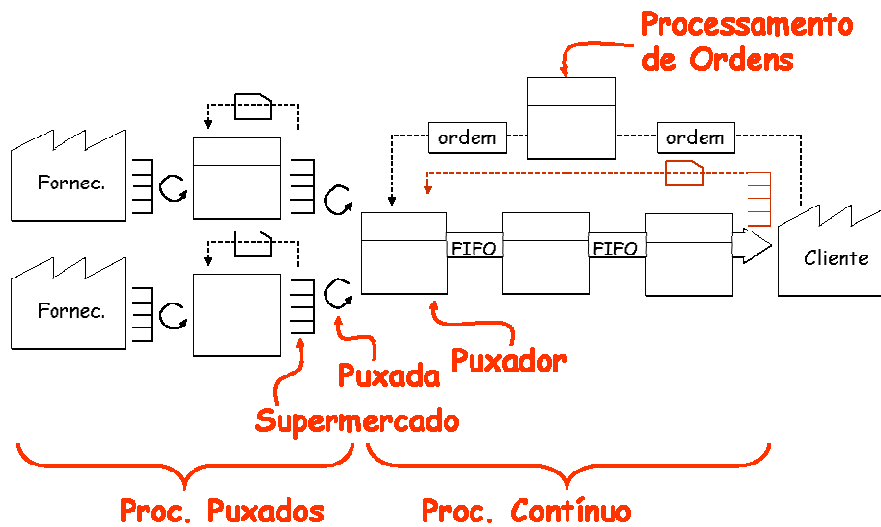 Processamento
de Ordens
ordem
ordem
Fornec.
FIFO
FIFO
Cliente
Fornec.
Puxada
Puxador
Supermercado
Proc. Puxados
Proc. Contínuo